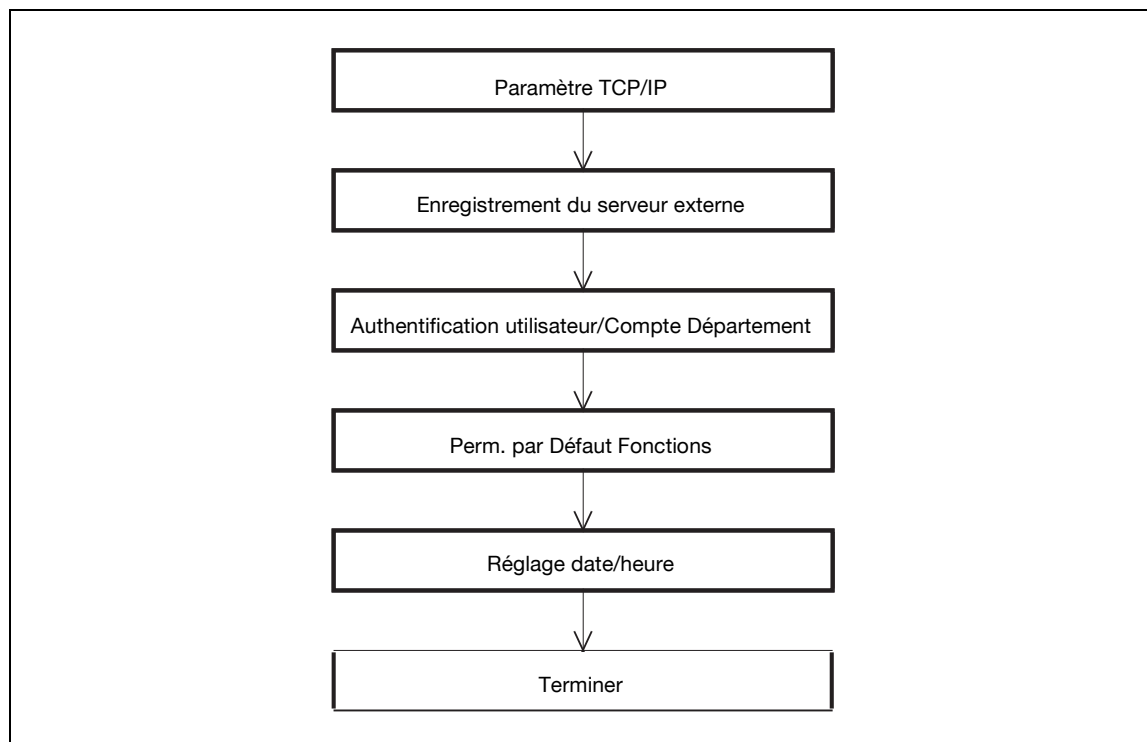 Paramètre TCP/IP
Enregistrement du serveur externe
Authentification utilisateur/Compte Département
Perm. par Défaut Fonctions
Réglage date/heure
Terminer